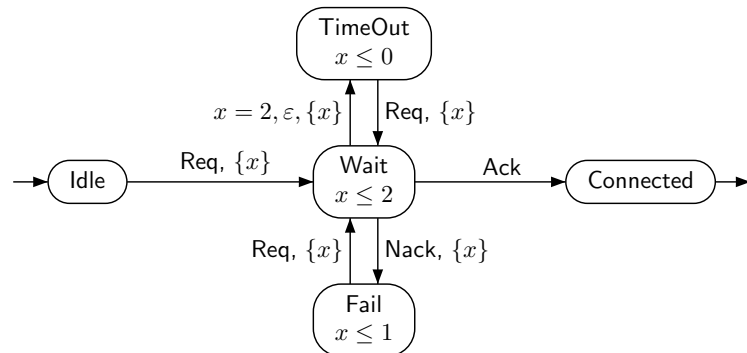 TimeOut
x ≤ 0
x = 2, ε, {x}
Req, {x}
Req, {x}
Ack
Idle
Wait
x ≤ 2
Connected
Req, {x}
Nack, {x}
Fail
x ≤ 1